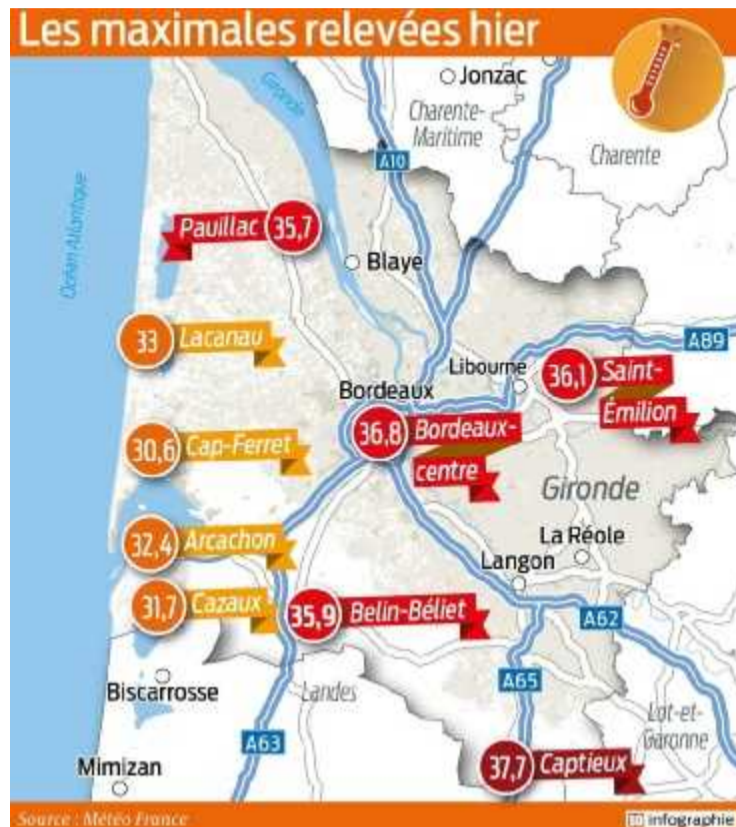 Les maximales relevées hier
Jonzac
Gironde
Charente-
Maritime
Charente
A10
Océan Atlantique
Pauillac 35,7
Blaye
33 Lacanau
A89
Libourne
36,1 Saint-
Émilion
Bordeaux
36,8 Bordeaux-
centre
30,6 Cap-Ferret
Gironde
32,4 Arcachon
La Réole
Langon
31,7 Cazaux
35,9 Belin-Béliet
A62
A65
Biscarrosse
Landes
Lot-et-
Garonne
A63
37,7 Captieux
Mimizan
Source : Météo France
infographie